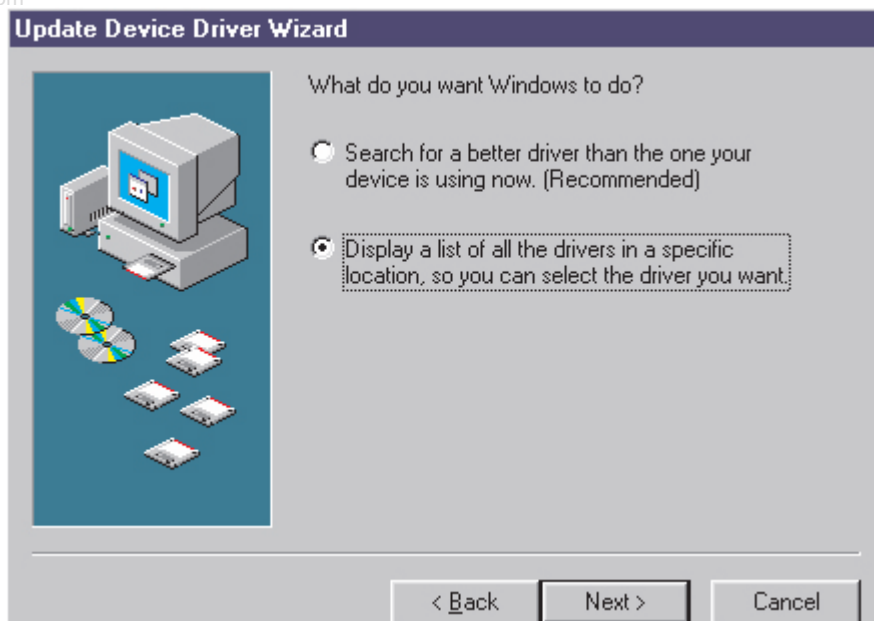 Update Device Driver Wizard
What do you want Windows to do?
Search for a better driver than the one your
device is using now. (Recommended)
Display a list of all the drivers in a specific
location, so you can select the driver you want.
< Back
Next >
Cancel